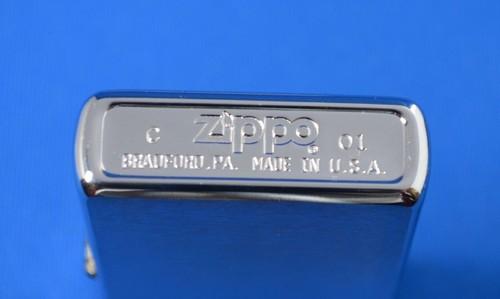 C Zippo ® 01
BRADFORD, PA. MADE IN U.S.A.